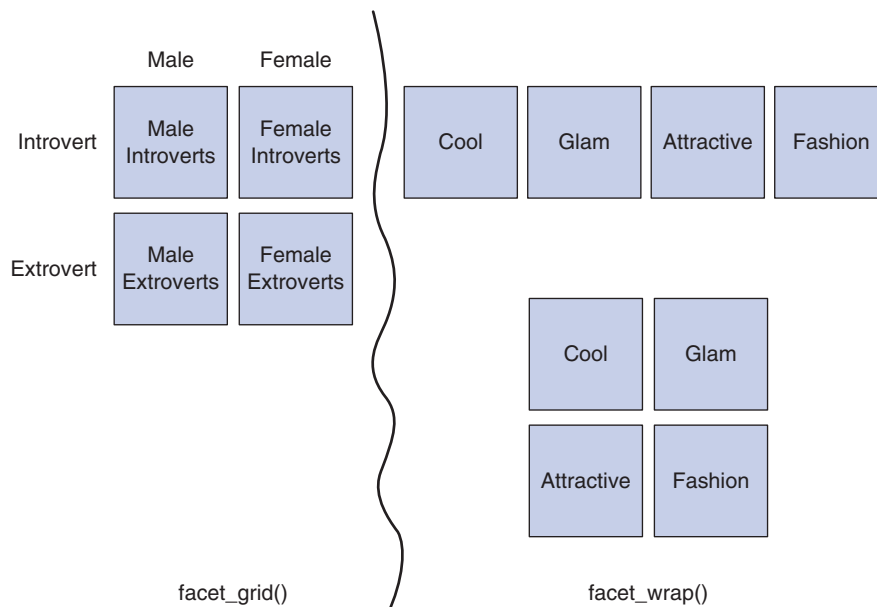 Male Female
Introvert
Male
Introverts
Female
Introverts
Extrovert
Male
Extroverts
Female
Extroverts
facet_grid()
Cool Glam Attractive Fashion
Cool Glam
Attractive Fashion
facet_wrap()